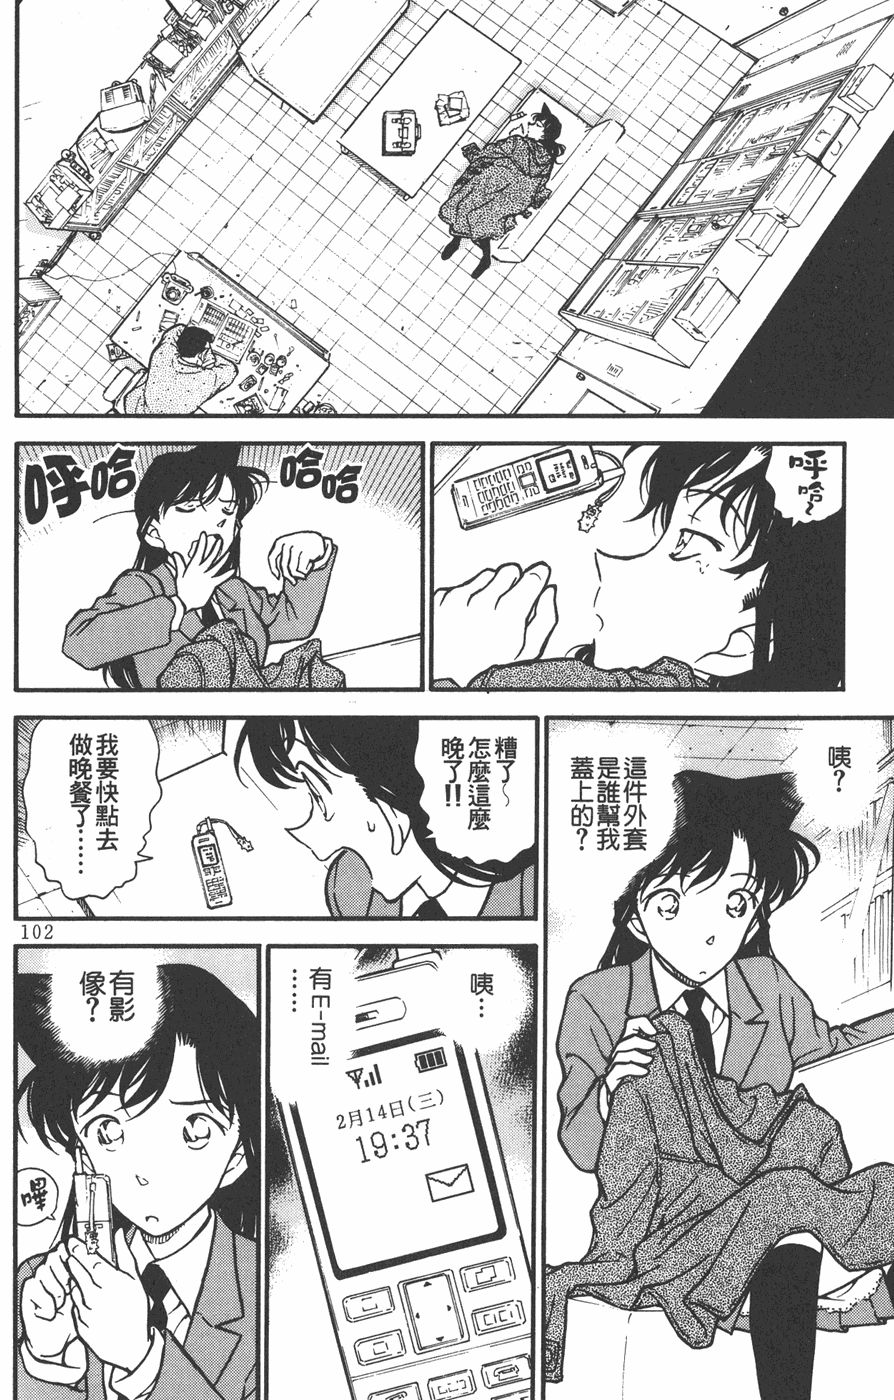 呼
哈~
呼哈
哈哈
咦？
這件外套
是誰幫我
蓋上的？
糟了~
怎麼這麼
晚了!!
我要快點去
做晚餐了……
咦…
有E-mail
……
2月14日(三)
19:37
有影
像？
嗶
102